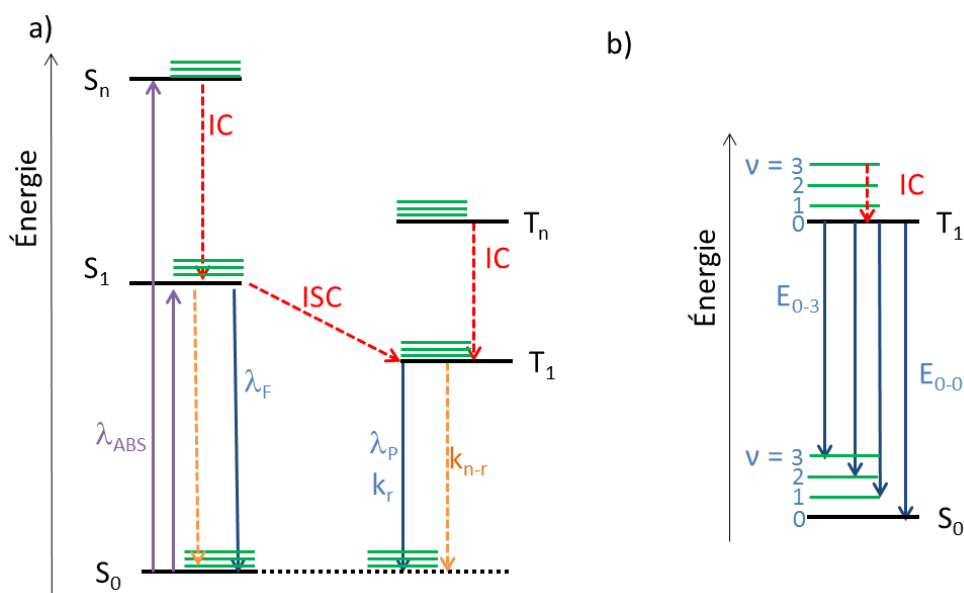 a)
Énergie
Sn
IC
S1
ISC
λABS
λF
S0
Tn
IC
T1
λP
kr
kn-r
b)
Énergie
ν = 3
2
1
0
IC
T1
E0-3
E0-0
ν = 3
2
1
0
S0